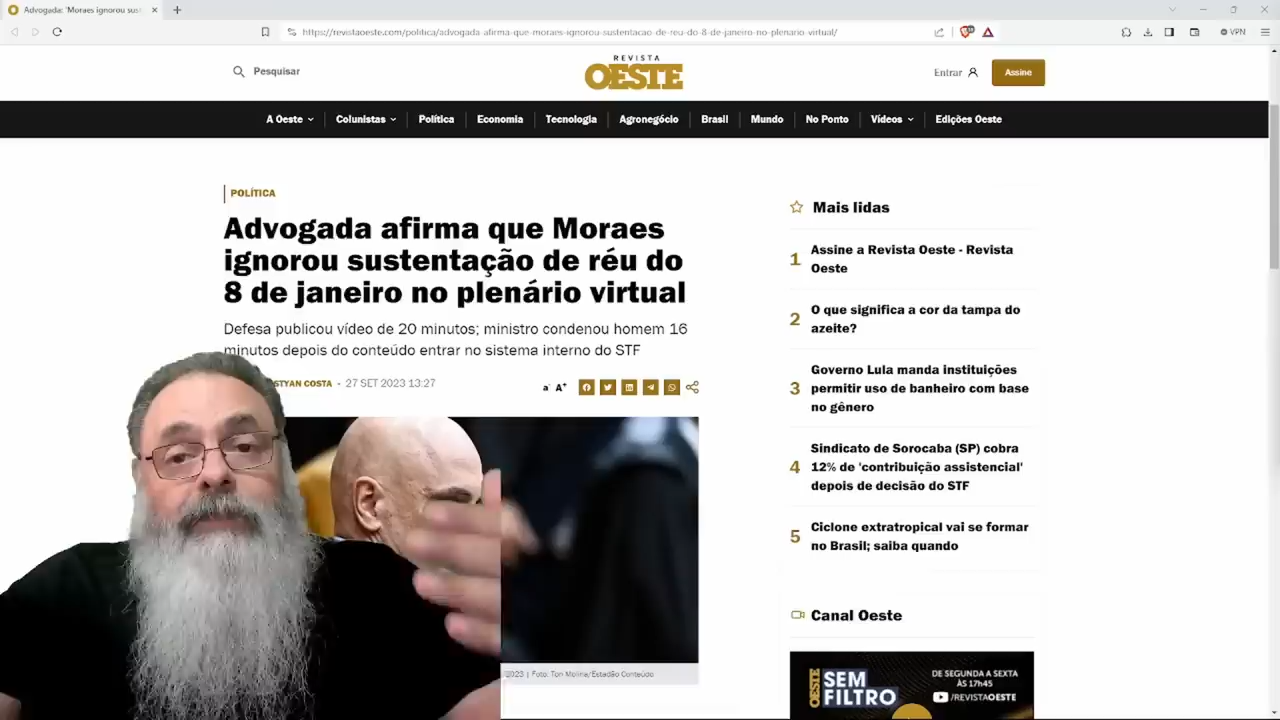 Advogada: 'Moraes ignorou sust
https://revistaoeste.com/politica/advogada-afirma-que-moraes-ignorou-sustentacao-de-reu-do-8-de-janeiro-no-plenario-virtual/
VPN
Pesquisar
REVISTA
OESTE
Entrar
Assine
A Oeste
Colunistas
Política
Economia
Tecnologia
Agronegócio
Brasil
Mundo
No Ponto
Vídeos
Edições Oeste
POLÍTICA
Advogada afirma que Moraes
ignorou sustentação de réu do
8 de janeiro no plenário virtual
Defesa publicou vídeo de 20 minutos; ministro condenou homem 16
minutos depois do conteúdo entrar no sistema interno do STF
STYAN COSTA - 27 SET 2023 13:27
a- A+
2023 | Foto: Ton Molina/Estadão Conteúdo
Mais lidas
1
Assine a Revista Oeste - Revista
Oeste
2
O que significa a cor da tampa do
azeite?
3
Governo Lula manda instituições
permitir uso de banheiro com base
no gênero
4
Sindicato de Sorocaba (SP) cobra
12% de 'contribuição assistencial'
depois de decisão do STF
5
Ciclone extratropical vai se formar
no Brasil; saiba quando
Canal Oeste
OESTE
SEM
FILTRO
DE SEGUNDA A SEXTA
ÀS 17h45
/REVISTAOESTE